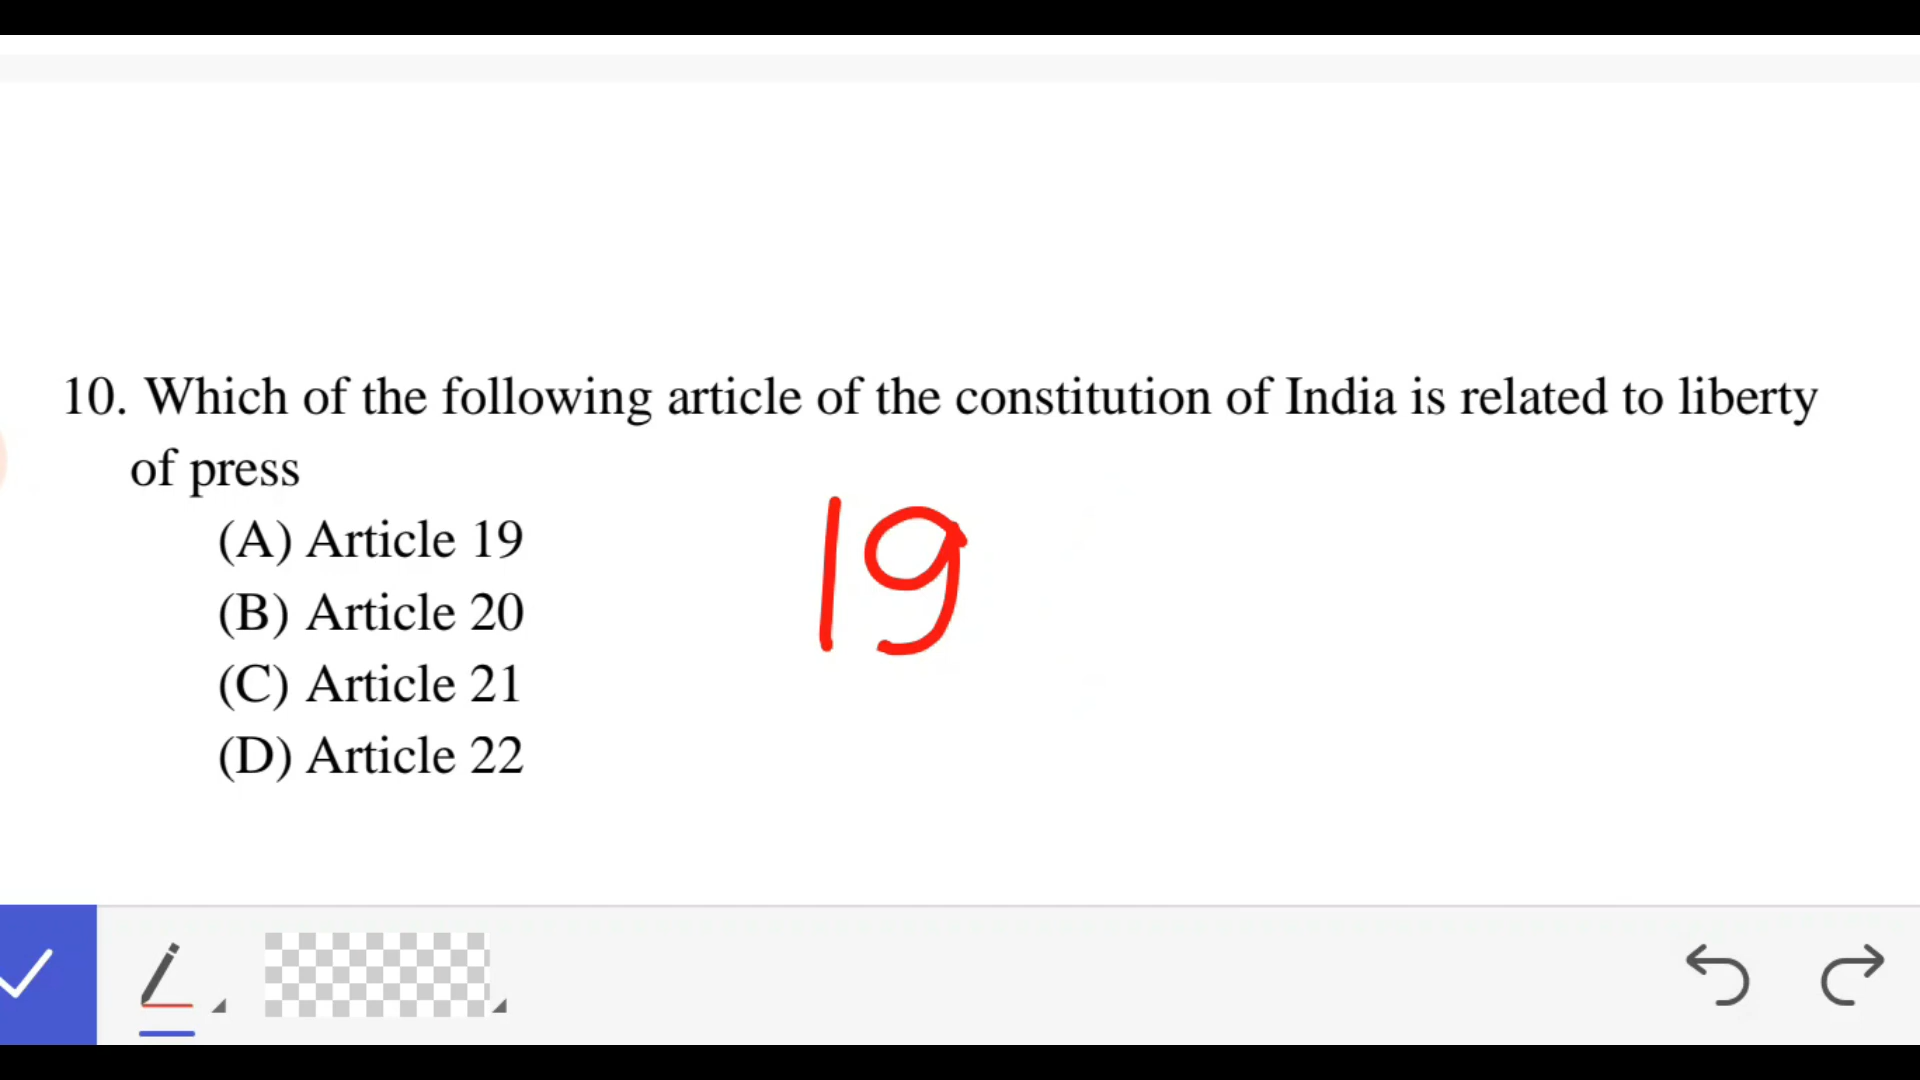 10. Which of the following article of the constitution of India is related to liberty
of press
(A) Article 19
19
(B) Article 20
(C) Article 21
(D) Article 22